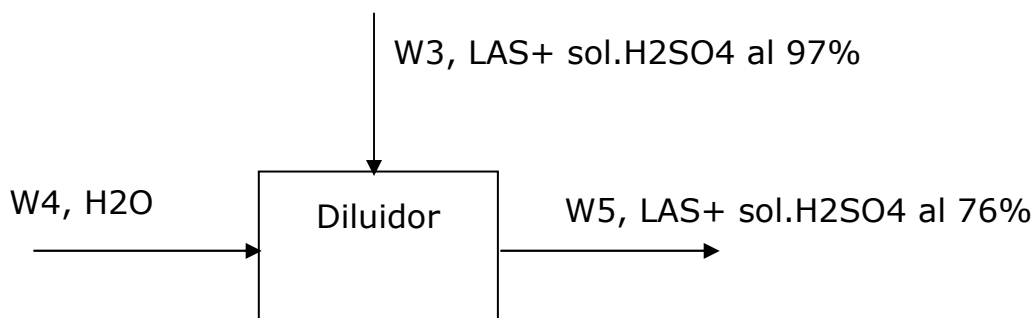 W3, LAS+ sol.H2SO4 al 97%
W4, H2O
Diluidor
W5, LAS+ sol.H2SO4 al 76%